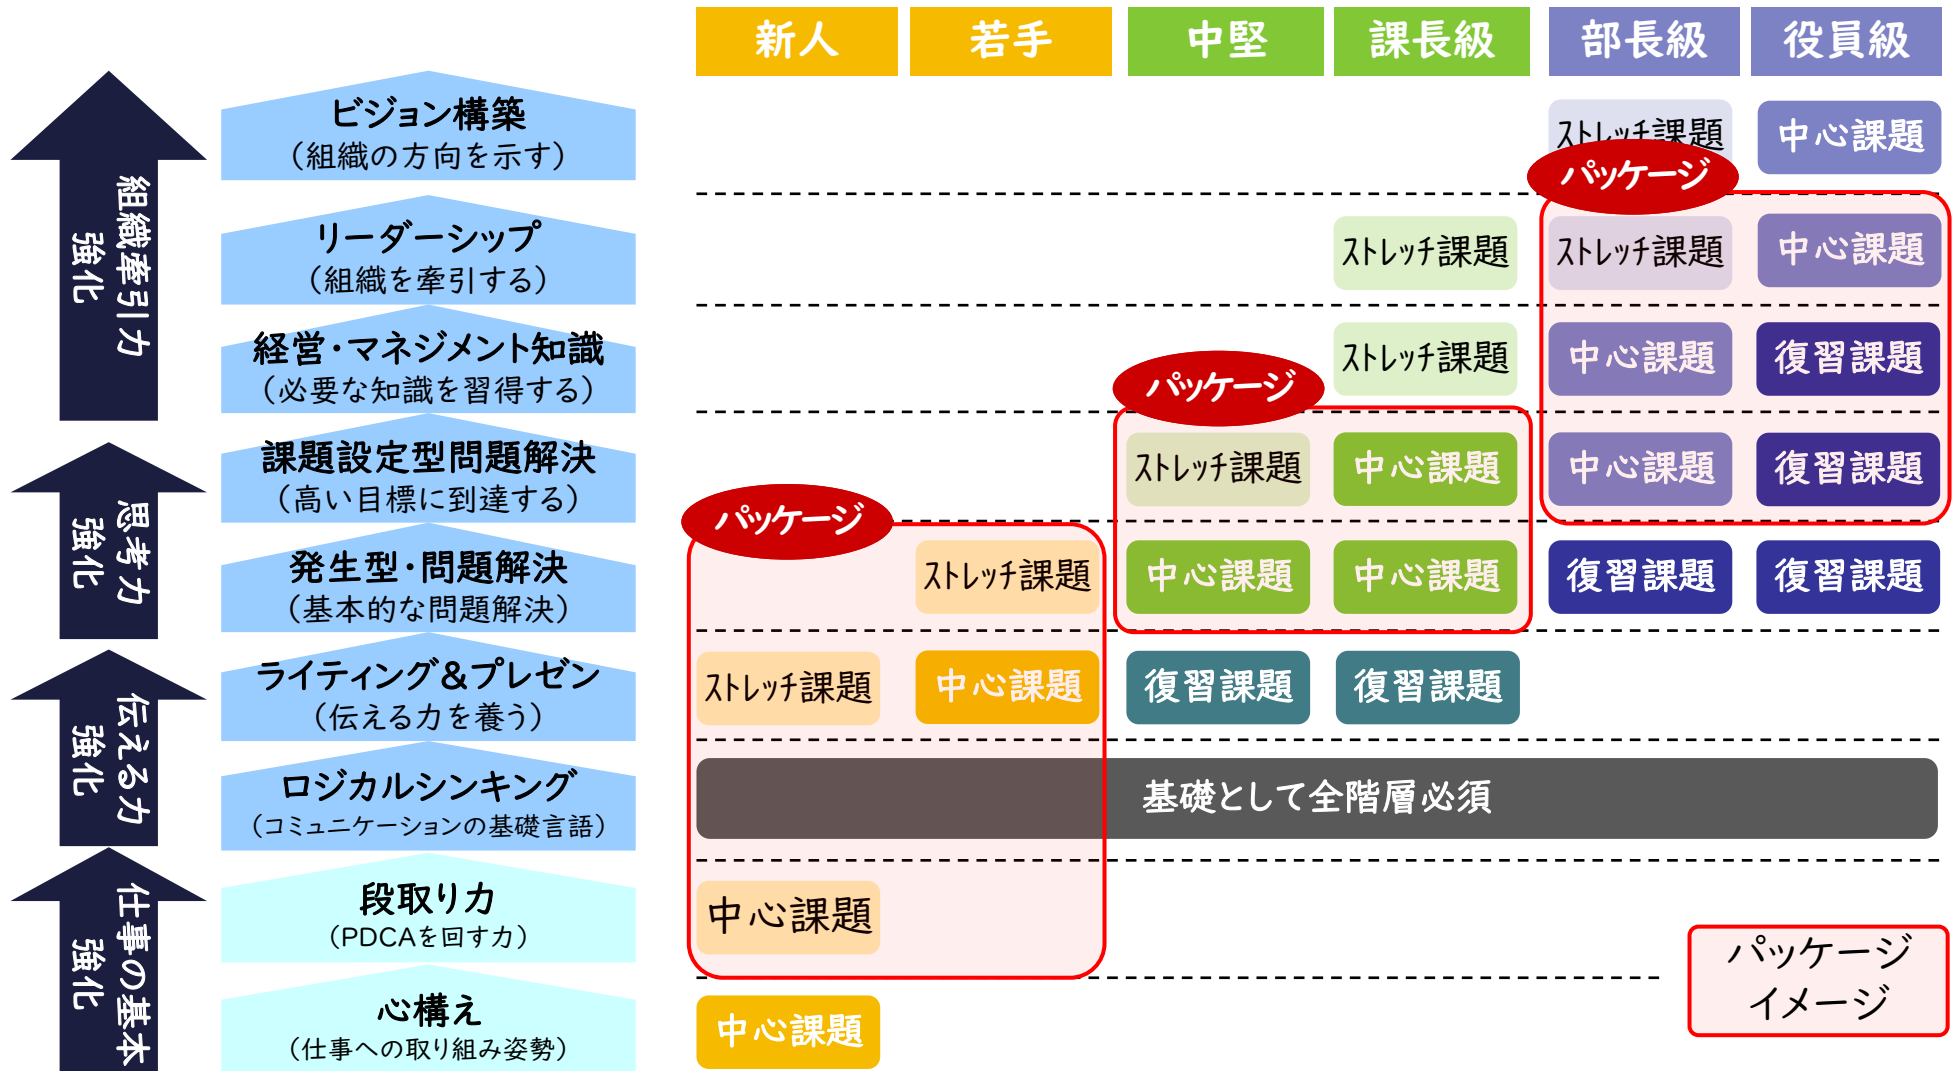 新人
若手
中堅
課長級
部長級
役員級
組織牽引力
強化
ビジョン構築
（組織の方向を示す）
ストレッチ課題
中心課題
パッケージ
リーダーシップ
（組織を牽引する）
ストレッチ課題
ストレッチ課題
中心課題
経営・マネジメント知識
（必要な知識を習得する）
ストレッチ課題
中心課題
復習課題
パッケージ
思考力
強化
課題設定型問題解決
（高い目標に到達する）
ストレッチ課題
中心課題
中心課題
復習課題
パッケージ
発生型・問題解決
（基本的な問題解決）
ストレッチ課題
中心課題
中心課題
復習課題
復習課題
伝える力
強化
ライティング＆プレゼン
（伝える力を養う）
ストレッチ課題
中心課題
復習課題
復習課題
ロジカルシンキング
（コミュニケーションの基礎言語）
基礎として全階層必須
仕事の基本
強化
段取り力
（PDCAを回す力）
中心課題
心構え
（仕事への取り組み姿勢）
中心課題
パッケージ
イメージ